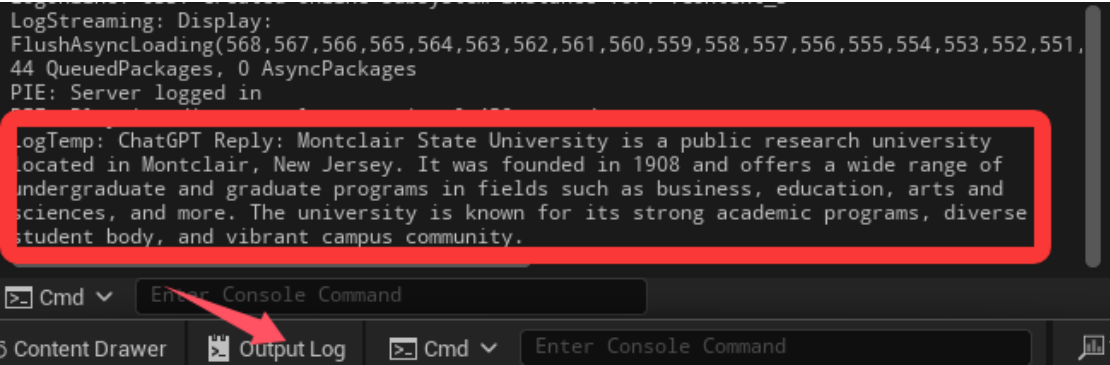 LogStreaming: Display:
FlushAsyncLoading(568,567,566,565,564,563,562,561,560,559,558,557,556,555,554,553,552,551,
44 QueuedPackages, 0 AsyncPackages
PIE: Server logged in
LogTemp: ChatGPT Reply: Montclair State University is a public research university
located in Montclair, New Jersey. It was founded in 1908 and offers a wide range of
undergraduate and graduate programs in fields such as business, education, arts and
sciences, and more. The university is known for its strong academic programs, diverse
student body, and vibrant campus community.
Cmd Enter Console Command
Content Drawer Output Log Cmd Enter Console Command